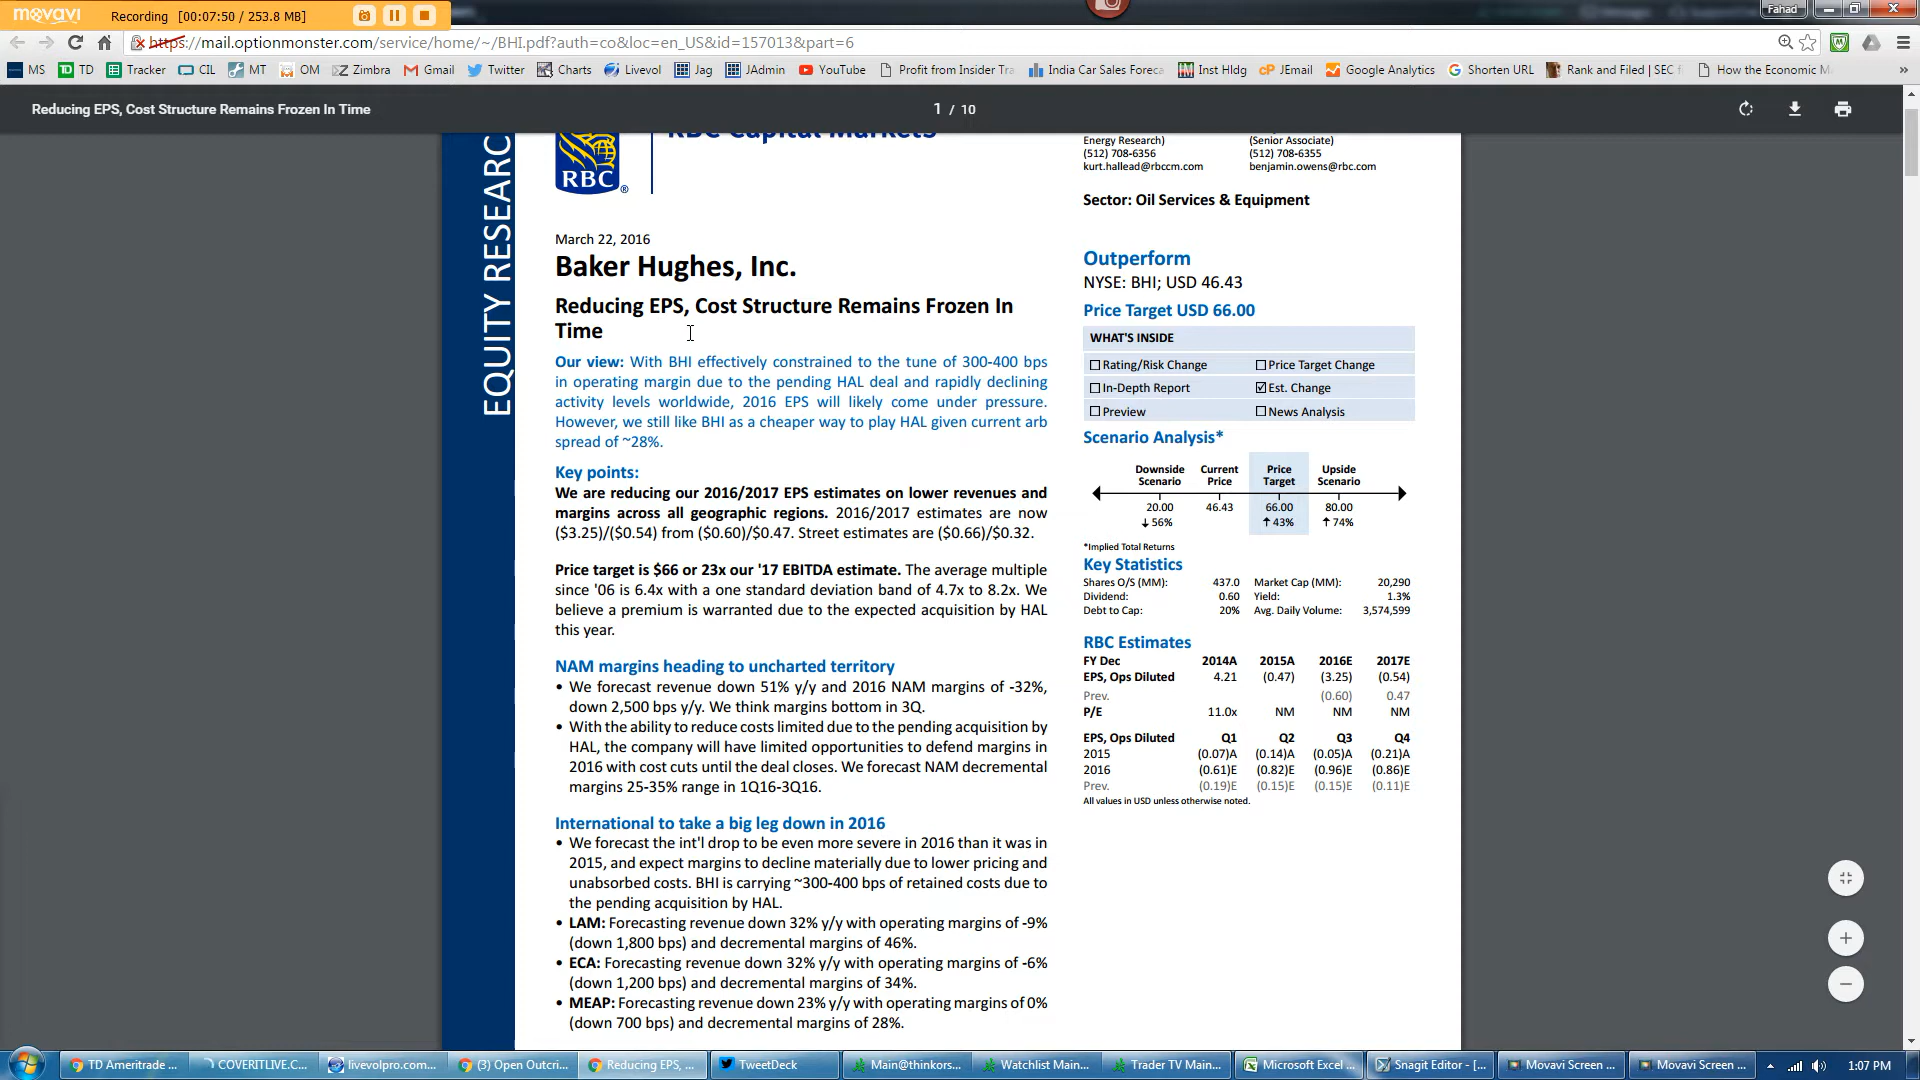 movavi Recording [00:07:50 / 253.8 MB]
Fahad
https://mail.optionmonster.com/service/home/~/BHI.pdf?auth=co&loc=en_US&id=157013&part=6
MS TD Tracker CIL MT OM Zimbra Gmail Twitter Charts Livevol Jag JAdmin YouTube Profit from Insider Tra India Car Sales Foreca Inst Hldg JEmail Google Analytics Shorten URL Rank and Filed | SEC f How the Economic M »
Reducing EPS, Cost Structure Remains Frozen In Time 1 / 10
EQUITY RESEARC
RBC Capital Markets
RBC ®
Energy Research)
(512) 708-6356
kurt.hallead@rbccm.com
(Senior Associate)
(512) 708-6355
benjamin.owens@rbc.com
Sector: Oil Services & Equipment
March 22, 2016
Baker Hughes, Inc.
Reducing EPS, Cost Structure Remains Frozen In
Time
Our view: With BHI effectively constrained to the tune of 300-400 bps
in operating margin due to the pending HAL deal and rapidly declining
activity levels worldwide, 2016 EPS will likely come under pressure.
However, we still like BHI as a cheaper way to play HAL given current arb
spread of ~28%.
Key points:
We are reducing our 2016/2017 EPS estimates on lower revenues and
margins across all geographic regions. 2016/2017 estimates are now
($3.25)/($0.54) from ($0.60)/$0.47. Street estimates are ($0.66)/$0.32.
Price target is $66 or 23x our '17 EBITDA estimate. The average multiple
since '06 is 6.4x with a one standard deviation band of 4.7x to 8.2x. We
believe a premium is warranted due to the expected acquisition by HAL
this year.
NAM margins heading to uncharted territory
• We forecast revenue down 51% y/y and 2016 NAM margins of -32%,
down 2,500 bps y/y. We think margins bottom in 3Q.
• With the ability to reduce costs limited due to the pending acquisition by
HAL, the company will have limited opportunities to defend margins in
2016 with cost cuts until the deal closes. We forecast NAM decremental
margins 25-35% range in 1Q16-3Q16.
International to take a big leg down in 2016
• We forecast the int'l drop to be even more severe in 2016 than it was in
2015, and expect margins to decline materially due to lower pricing and
unabsorbed costs. BHI is carrying ~300-400 bps of retained costs due to
the pending acquisition by HAL.
• LAM: Forecasting revenue down 32% y/y with operating margins of -9%
(down 1,800 bps) and decremental margins of 46%.
• ECA: Forecasting revenue down 32% y/y with operating margins of -6%
(down 1,200 bps) and decremental margins of 34%.
• MEAP: Forecasting revenue down 23% y/y with operating margins of 0%
(down 700 bps) and decremental margins of 28%.
Outperform
NYSE: BHI; USD 46.43
Price Target USD 66.00
WHAT'S INSIDE
☐ Rating/Risk Change ☐ Price Target Change
☐ In-Depth Report ☑ Est. Change
☐ Preview ☐ News Analysis
Scenario Analysis*
Downside Current Price Upside
Scenario Price Target Scenario
20.00 46.43 66.00 80.00
↓ 56% ↑ 43% ↑ 74%
*Implied Total Returns
Key Statistics
Shares O/S (MM): 437.0 Market Cap (MM): 20,290
Dividend: 0.60 Yield: 1.3%
Debt to Cap: 20% Avg. Daily Volume: 3,574,599
RBC Estimates
FY Dec 2014A 2015A 2016E 2017E
EPS, Ops Diluted 4.21 (0.47) (3.25) (0.54)
Prev. (0.60) 0.47
P/E 11.0x NM NM NM
EPS, Ops Diluted Q1 Q2 Q3 Q4
2015 (0.07)A (0.14)A (0.05)A (0.21)A
2016 (0.61)E (0.82)E (0.96)E (0.86)E
Prev. (0.19)E (0.15)E (0.15)E (0.11)E
All values in USD unless otherwise noted.
TD Ameritrade ... COVERITLIVE.C... livevolpro.com... (3) Open Outcri... Reducing EPS, ... TweetDeck Main@thinkors... Watchlist Main... Trader TV Main... Microsoft Excel ... Snagit Editor - [... Movavi Screen ... Movavi Screen ... 1:07 PM